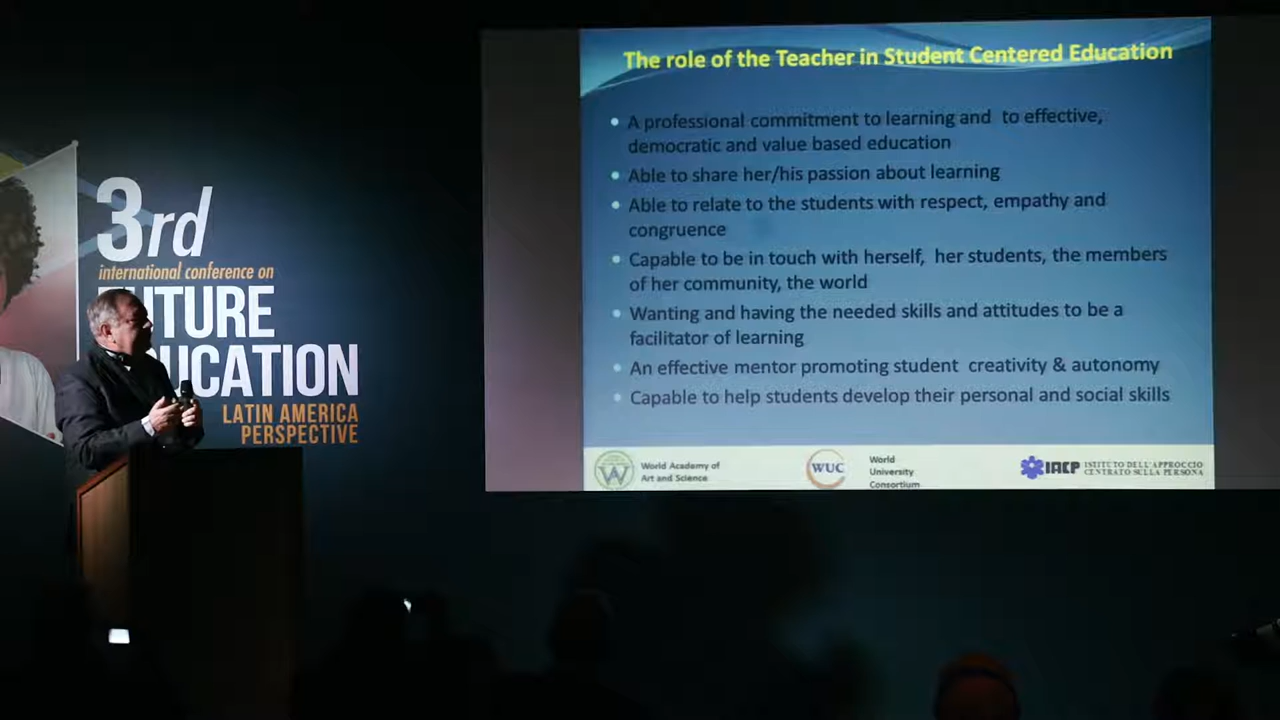 The role of the Teacher in Student Centered Education
• A professional commitment to learning and to effective,
democratic and value based education
• Able to share her/his passion about learning
• Able to relate to the students with respect, empathy and
congruence
• Capable to be in touch with herself, her students, the members
of her community, the world
• Wanting and having the needed skills and attitudes to be a
facilitator of learning
• An effective mentor promoting student creativity & autonomy
• Capable to help students develop their personal and social skills
W
World Academy of
Art and Science
WUC
World
University
Consortium
IACP
ISTITUTO DELL'APPROCCIO
CENTRATO SULLA PERSONA
3rd
international conference on
FUTURE
EDUCATION
LATIN AMERICA
PERSPECTIVE